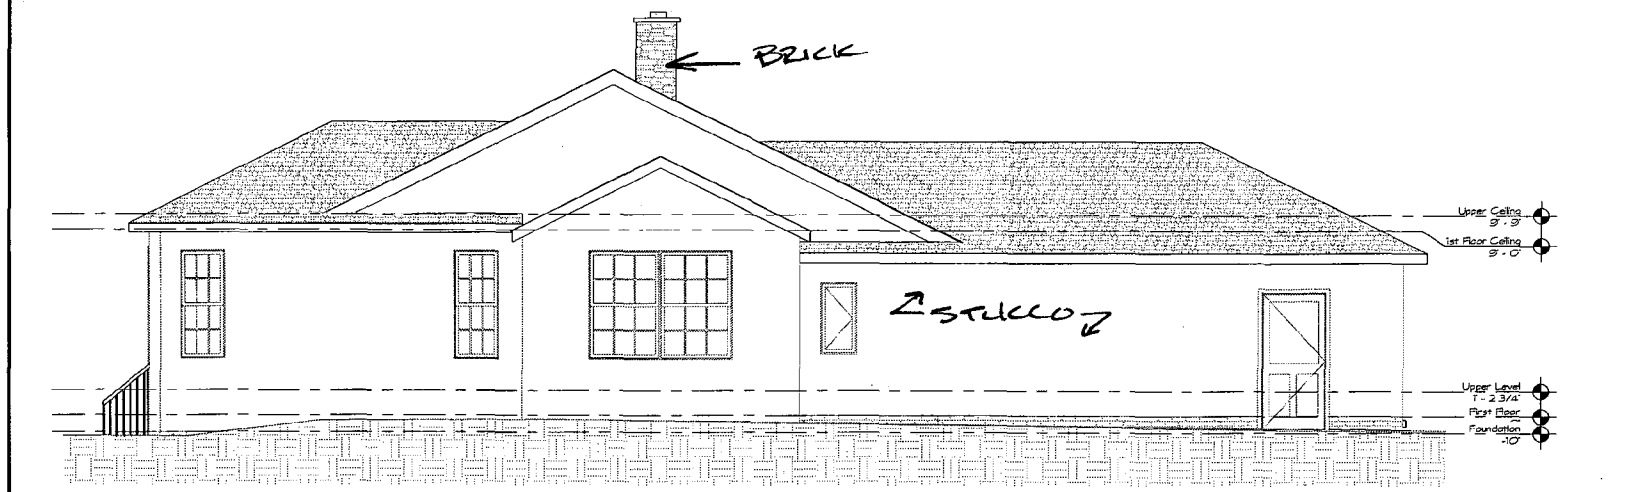 BRICK
Upper Ceiling
9' - 9"
1st Floor Ceiling
9' - 0"
STUCCO
Upper Level
1' - 2 3/4"
First Floor
Foundation
-10"